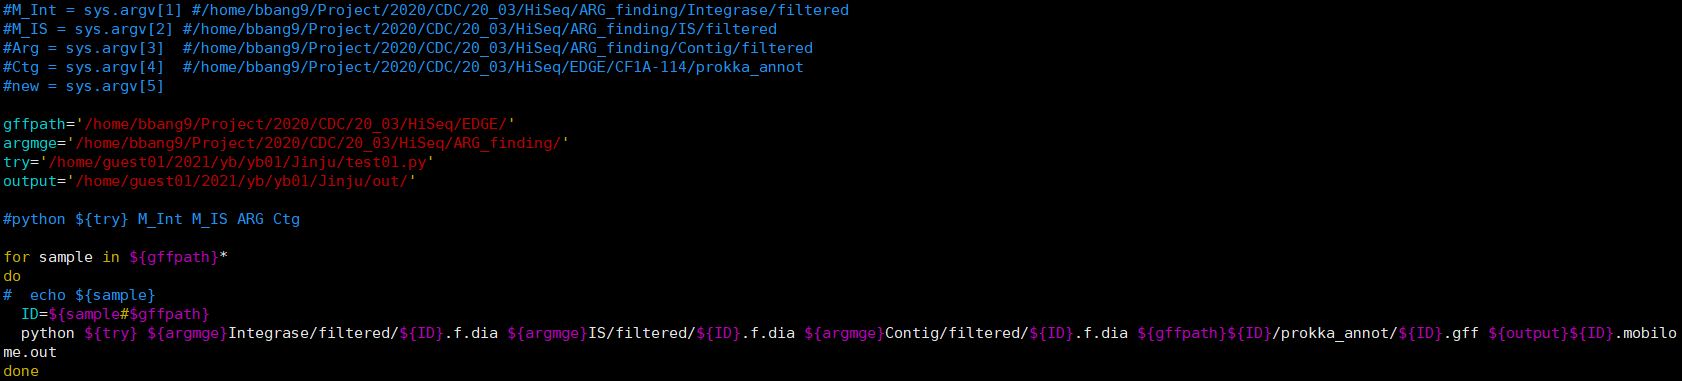 #M_Int = sys.argv[1] #/home/bbang9/Project/2020/CDC/20_03/HiSeq/ARG_finding/Integrase/filtered
#M_IS = sys.argv[2] #/home/bbang9/Project/2020/CDC/20_03/HiSeq/ARG_finding/IS/filtered
#Arg = sys.argv[3]  #/home/bbang9/Project/2020/CDC/20_03/HiSeq/ARG_finding/Contig/filtered
#Ctg = sys.argv[4]  #/home/bbang9/Project/2020/CDC/20_03/HiSeq/EDGE/CF1A-114/prokka_annot
#new = sys.argv[5]
gffpath='/home/bbang9/Project/2020/CDC/20_03/HiSeq/EDGE/'
argmge='/home/bbang9/Project/2020/CDC/20_03/HiSeq/ARG_finding/'
try='/home/guest01/2021/yb/yb01/Jinju/test01.py'
output='/home/guest01/2021/yb/yb01/Jinju/out/'
#python ${try} M_Int M_IS ARG Ctg
for sample in ${gffpath}*
do
#  echo ${sample}
  ID=${sample#$gffpath}
  python ${try} ${argmge}Integrase/filtered/${ID}.f.dia ${argmge}IS/filtered/${ID}.f.dia ${argmge}Contig/filtered/${ID}.f.dia ${gffpath}${ID}/prokka_annot/${ID}.gff ${output}${ID}.mobilo
me.out
done